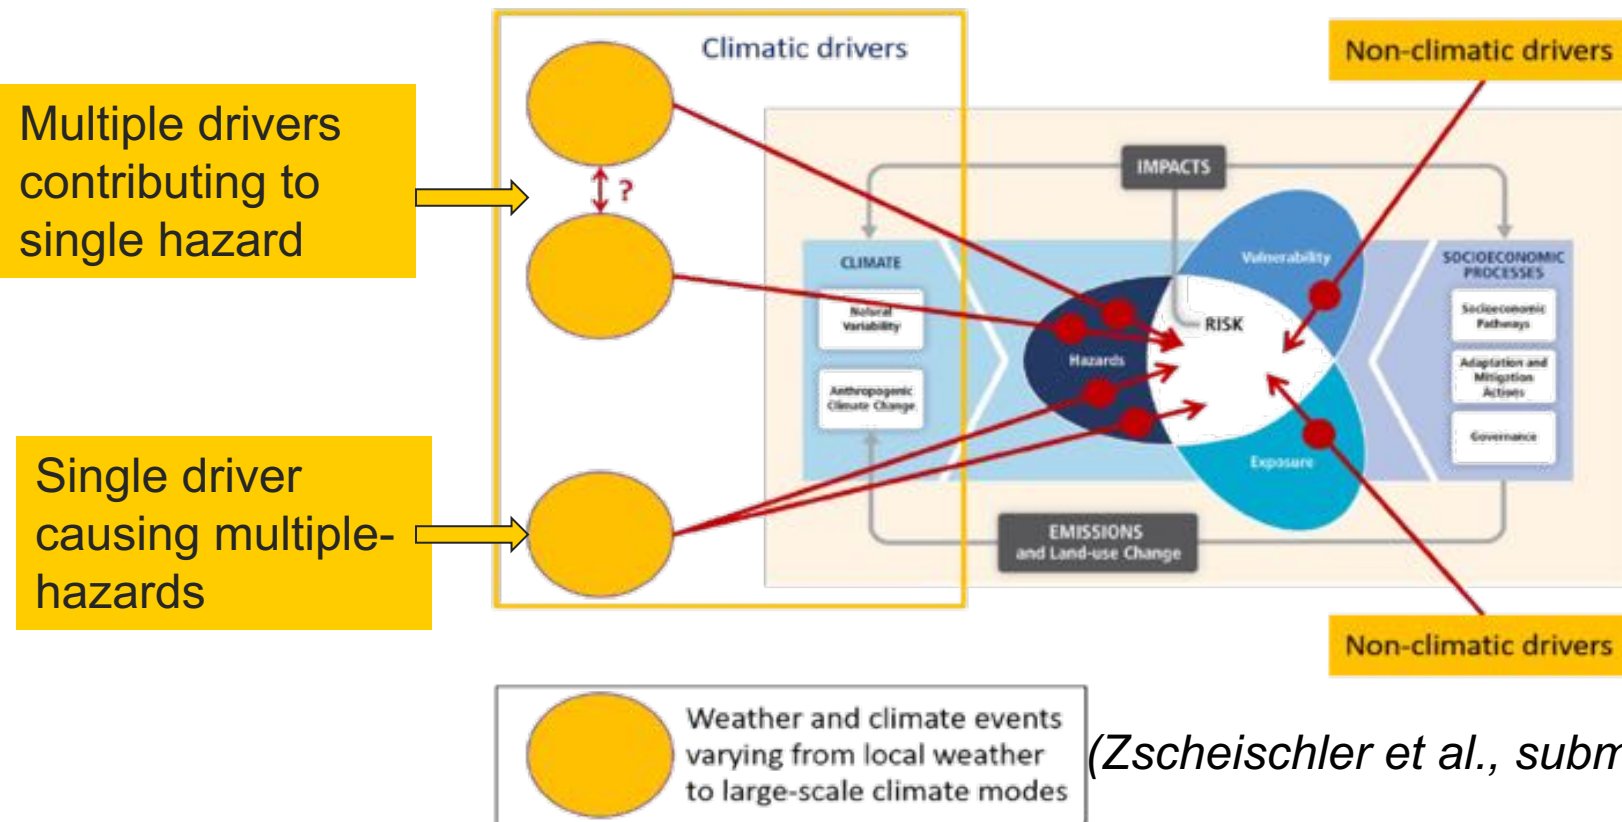 Climatic drivers
Non-climatic drivers
Multiple drivers
contributing to
single hazard
?
IMPACTS
CLIMATE
Natural
Variability
Anthropogenic
Climate Change.
Vulnerability
Hazards
RISK
Exposure
SOCIOECONOMIC
PROCESSES
Socioeconomic
Pathways
Adaptation and
Mitigation
Actions
Governance
EMISSIONS
and Land-use Change
Single driver
causing multiple-
hazards
Non-climatic drivers
Weather and climate events
varying from local weather
to large-scale climate modes
(Zscheischler et al., subm